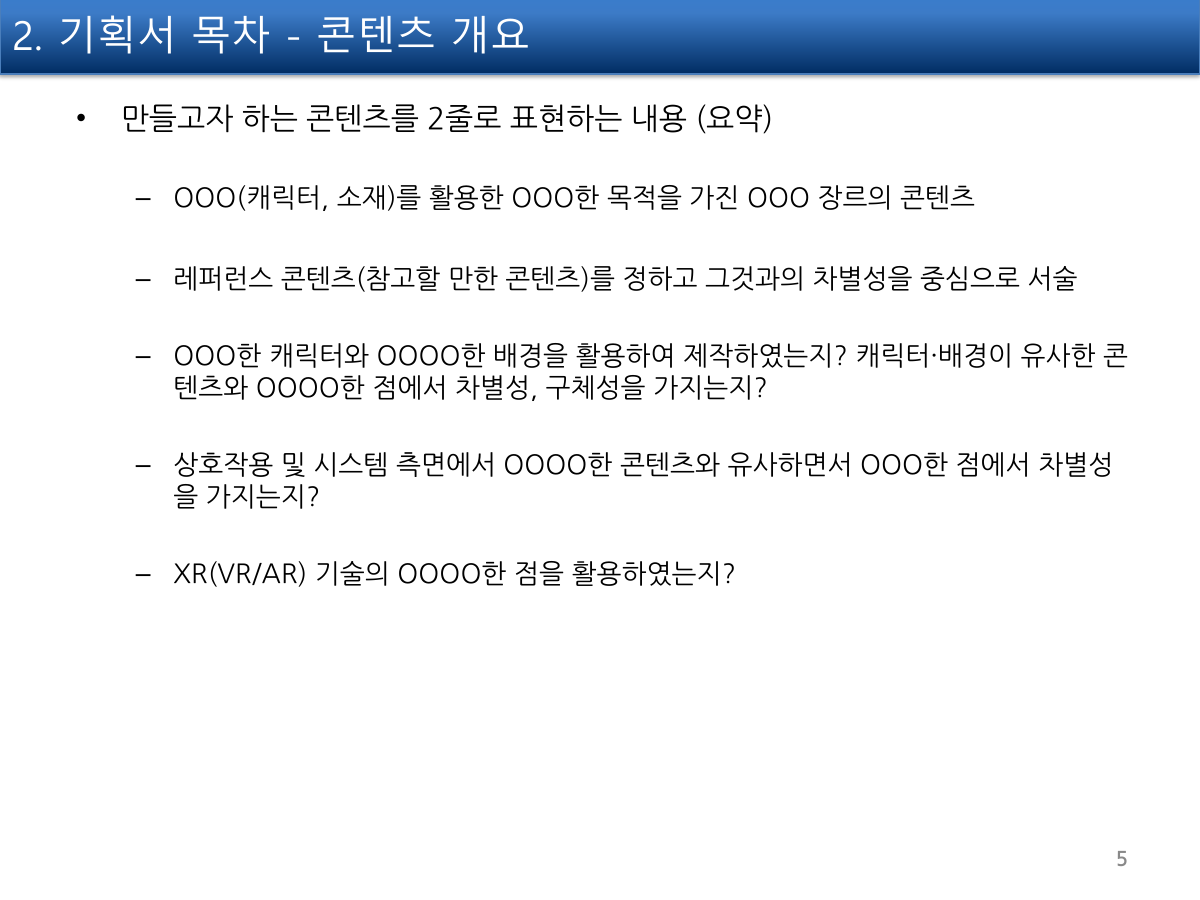 2. 기획서 목차 - 콘텐츠 개요
• 만들고자 하는 콘텐츠를 2줄로 표현하는 내용 (요약)
– OOO(캐릭터, 소재)를 활용한 OOO한 목적을 가진 OOO 장르의 콘텐츠
– 레퍼런스 콘텐츠(참고할 만한 콘텐츠)를 정하고 그것과의 차별성을 중심으로 서술
– OOO한 캐릭터와 OOOO한 배경을 활용하여 제작하였는지? 캐릭터·배경이 유사한 콘
텐츠와 OOOO한 점에서 차별성, 구체성을 가지는지?
– 상호작용 및 시스템 측면에서 OOOO한 콘텐츠와 유사하면서 OOO한 점에서 차별성
을 가지는지?
– XR(VR/AR) 기술의 OOOO한 점을 활용하였는지?
5